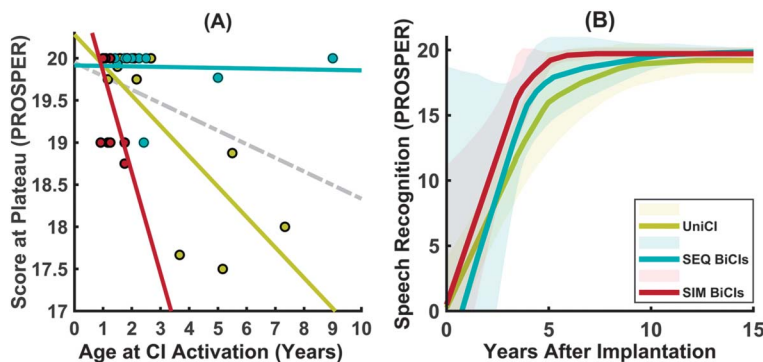 (A)
Score at Plateau (PROSPER)
20
19.5
19
18.5
18
17.5
17
0 1 2 3 4 5 6 7 8 9 10
Age at CI Activation (Years)
(B)
Speech Recognition (PROSPER)
20
15
10
5
0
0 5 10 15
Years After Implantation
UniCI
SEQ BiCIs
SIM BiCIs